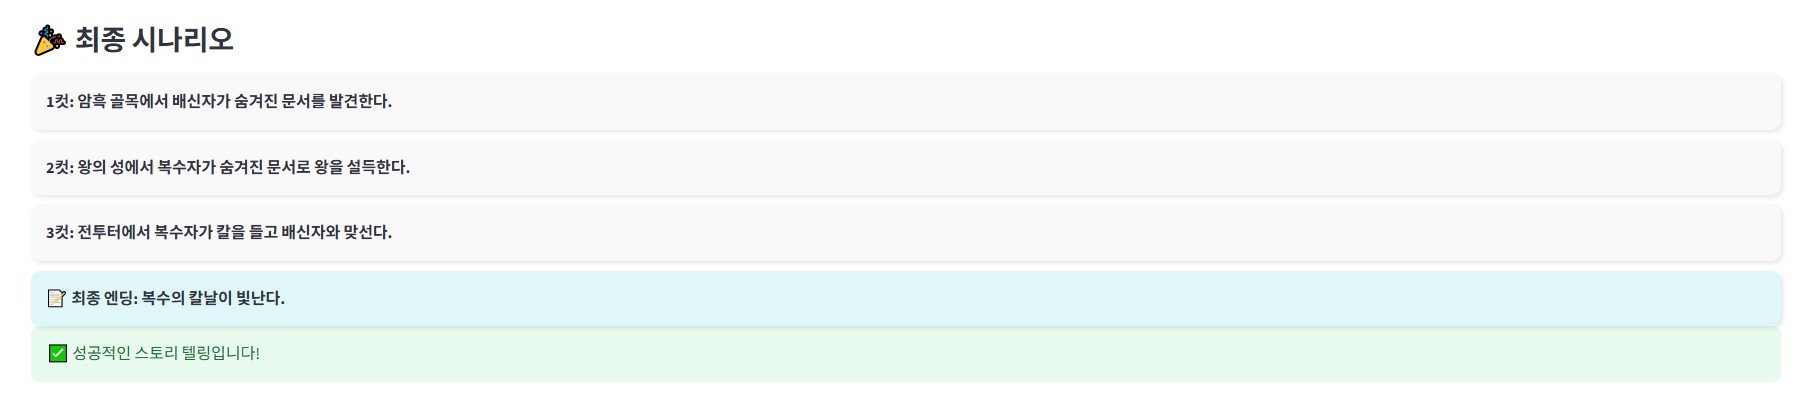 🎉 최종 시나리오
1컷: 암흑 골목에서 배신자가 숨겨진 문서를 발견한다.
2컷: 왕의 성에서 복수자가 숨겨진 문서로 왕을 설득한다.
3컷: 전투터에서 복수자가 칼을 들고 배신자와 맞선다.
📝 최종 엔딩: 복수의 칼날이 빛난다.
✅ 성공적인 스토리 텔링입니다!